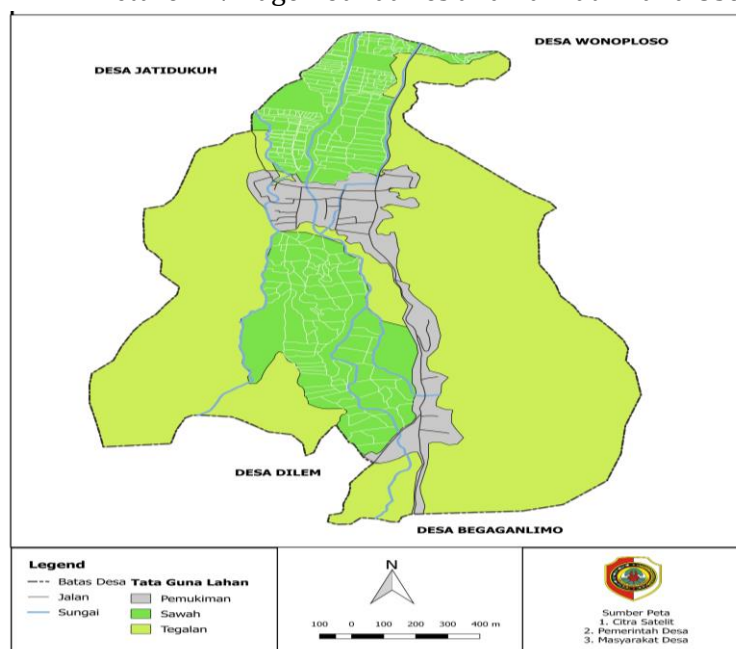 DESA WONOPLOSO
DESA JATIDUKUH
DESA DILEM
DESA BEGAGANLIMO
Legend
Batas Desa
Jalan
Sungai
Tata Guna Lahan
Pemukiman
Sawah
Tegalan
N
100 0 100 200 300 400 m
Sumber Peta
1. Citra Satelit
2. Pemerintah Desa
3. Masyarakat Desa